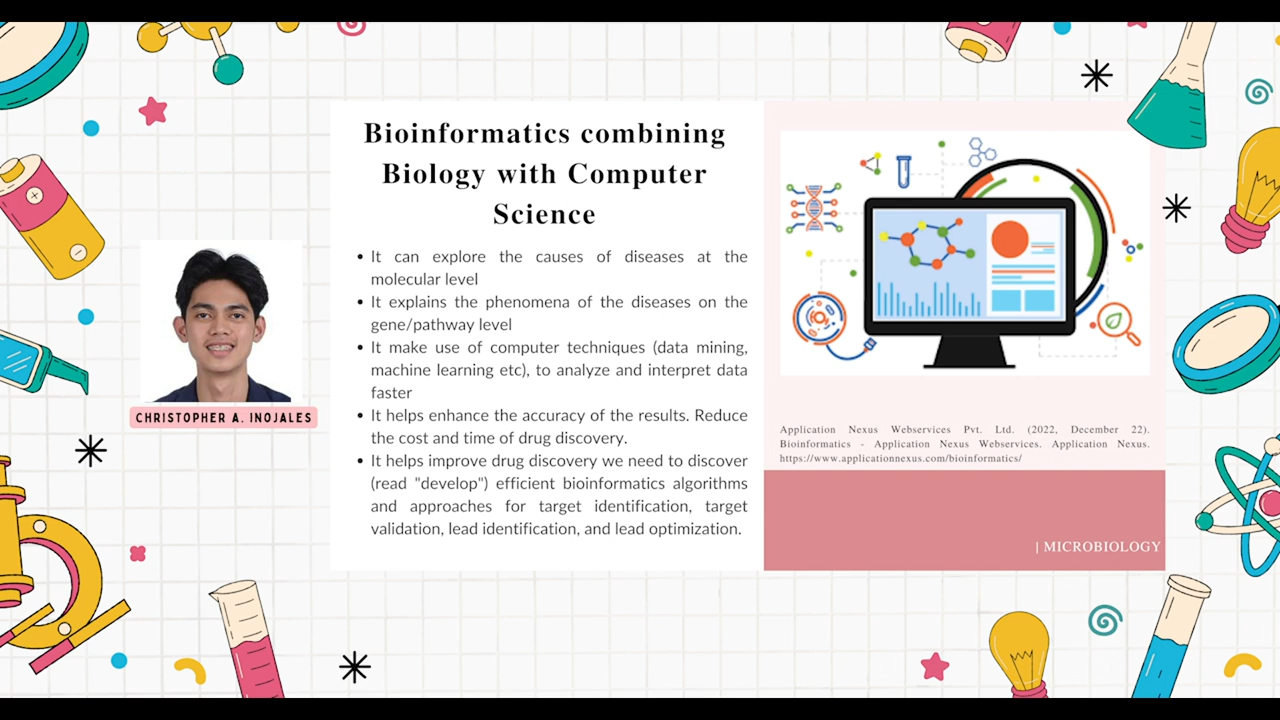 Bioinformatics combining
Biology with Computer
Science
• It can explore the causes of diseases at the
molecular level
• It explains the phenomena of the diseases on the
gene/pathway level
• It make use of computer techniques (data mining,
machine learning etc), to analyze and interpret data
faster
• It helps enhance the accuracy of the results. Reduce
the cost and time of drug discovery.
• It helps improve drug discovery we need to discover
(read "develop") efficient bioinformatics algorithms
and approaches for target identification, target
validation, lead identification, and lead optimization.
CHRISTOPHER A. INOJALES
Application Nexus Webservices Pvt. Ltd. (2022, December 22).
Bioinformatics - Application Nexus Webservices. Application Nexus.
https://www.applicationnexus.com/bioinformatics/
| MICROBIOLOGY